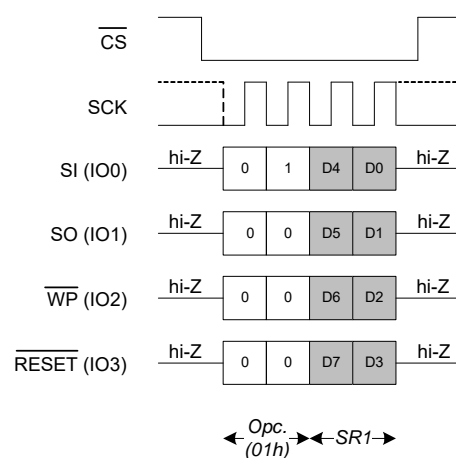 CS
SCK
SI (IO0) hi-Z 0 1 D4 D0 hi-Z
SO (IO1) hi-Z 0 0 D5 D1 hi-Z
WP (IO2) hi-Z 0 0 D6 D2 hi-Z
RESET (IO3) hi-Z 0 0 D7 D3 hi-Z
Opc. (01h) SR1